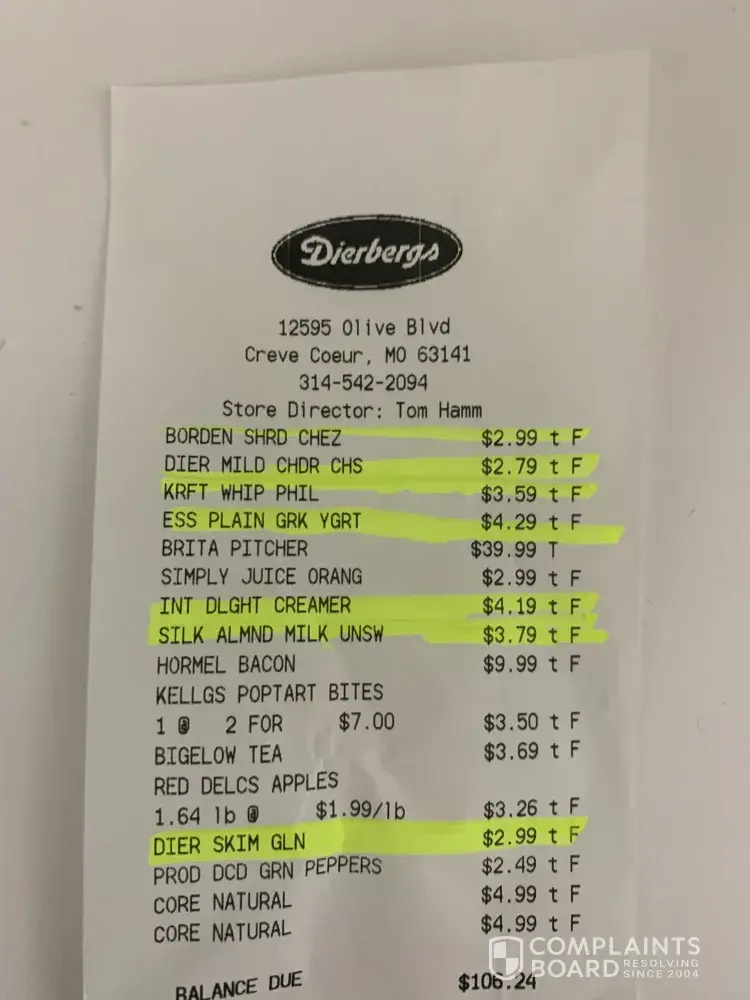 Dierbergs
12595 Olive Blvd
Creve Coeur, MO 63141
314-542-2094
Store Director: Tom Hamm
BORDEN SHRD CHEZ $2.99 t F
DIER MILD CHDR CHS $2.79 t F
KRFT WHIP PHIL $3.59 t F
ESS PLAIN GRK YGRT $4.29 t F
BRITA PITCHER $39.99 T
SIMPLY JUICE ORANG $2.99 t F
INT DLGHT CREAMER $4.19 t F
SILK ALMND MILK UNSW $3.79 t F
HORMEL BACON $9.99 t F
KELLGS POPTART BITES
1 @ 2 FOR $7.00 $3.50 t F
BIGELOW TEA $3.69 t F
RED DELCS APPLES
1.64 lb @ $1.99/lb $3.26 t F
DIER SKIM GLN $2.99 t F
PROD DCD GRN PEPPERS $2.49 t F
CORE NATURAL $4.99 t F
CORE NATURAL $4.99 t F
BALANCE DUE $106.24
COMPLAINTS
BOARD RESOLVING
SINCE 2004